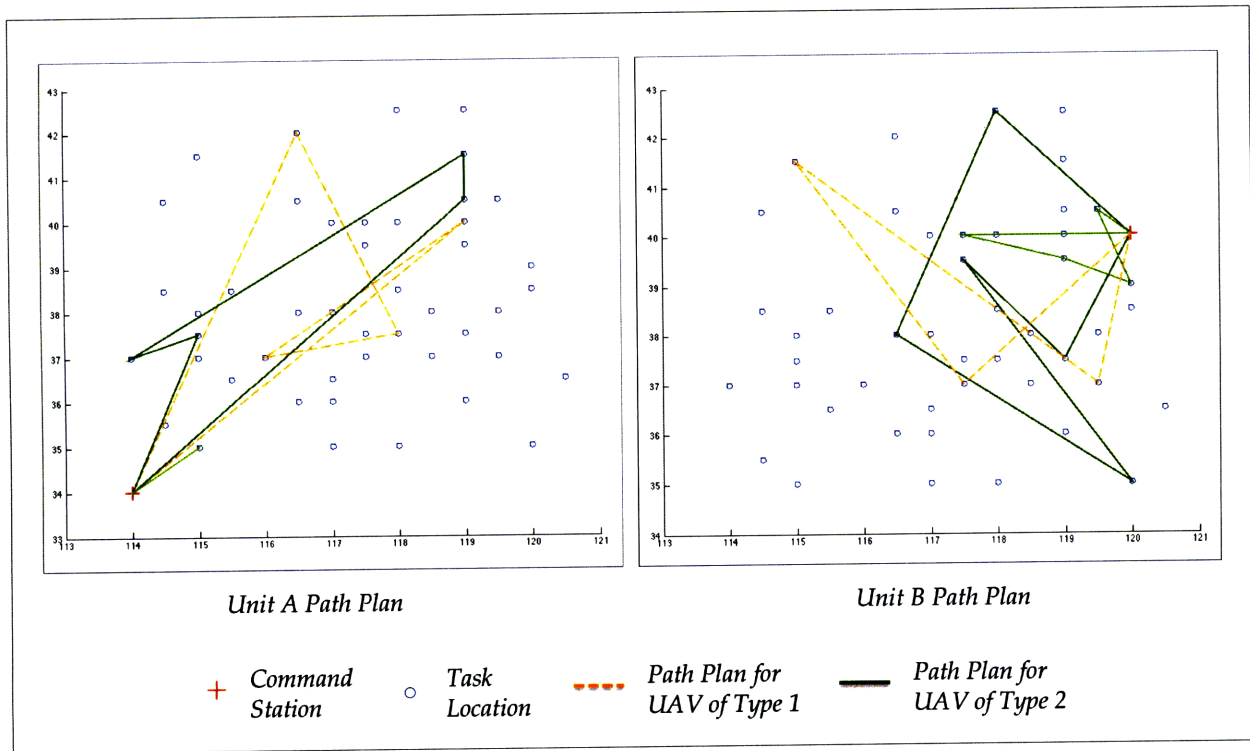 43
42
41
40
39
38
37
36
35
34
33
113 114 115 116 117 118 119 120 121
43
42
41
40
39
38
37
36
35
34
113 114 115 116 117 118 119 120 121
Unit A Path Plan
Unit B Path Plan
Command
Station
Task
Location
Path Plan for
UAV of Type 1
Path Plan for
UAV of Type 2